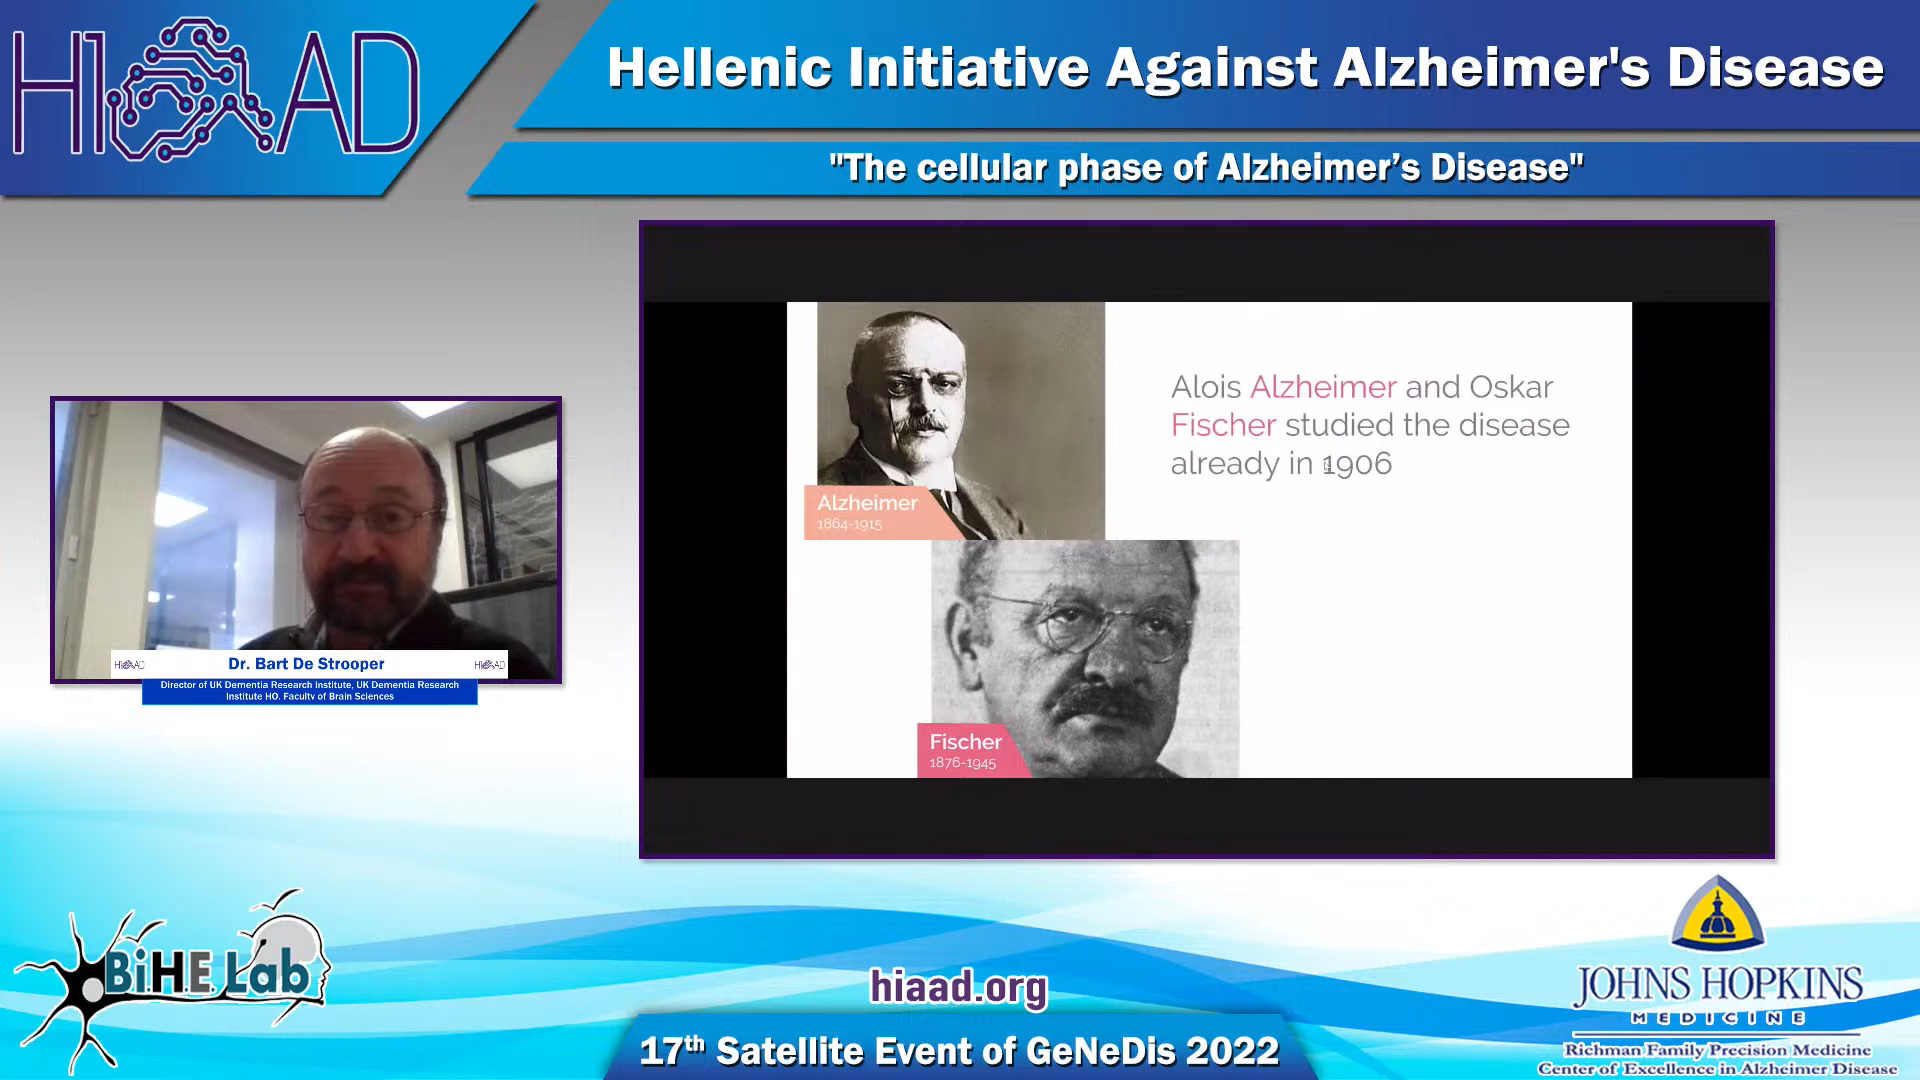 HIAAD
Hellenic Initiative Against Alzheimer's Disease
"The cellular phase of Alzheimer’s Disease"
Alois Alzheimer and Oskar
Fischer studied the disease
already in 1906
Alzheimer
1864-1915
Fischer
1876-1945
HIAAD
Dr. Bart De Strooper
HIAAD
Director of UK Dementia Research Institute, UK Dementia Research
Institute HQ, Faculty of Brain Sciences
BiHE Lab
hiaad.org
17th Satellite Event of GeNeDis 2022
JOHNS HOPKINS
MEDICINE
Richman Family Precision Medicine
Center of Excellence in Alzheimer Disease